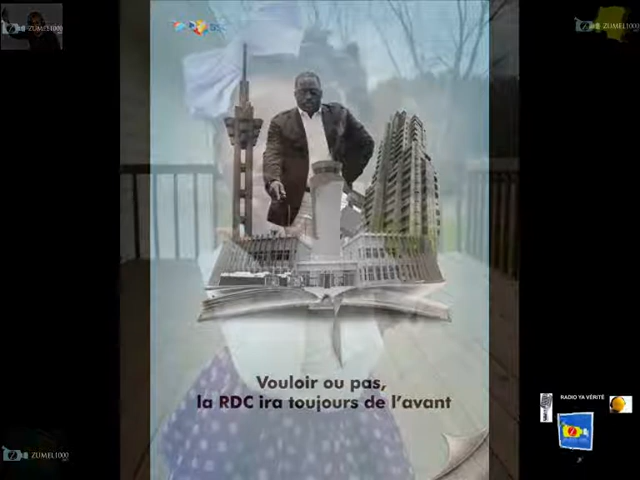 ZUMEL1000
ZUMEL1000
Vouloir ou pas,
la RDC ira toujours de l'avant
RADIO YA VÉRITÉ
ZUMEL1000